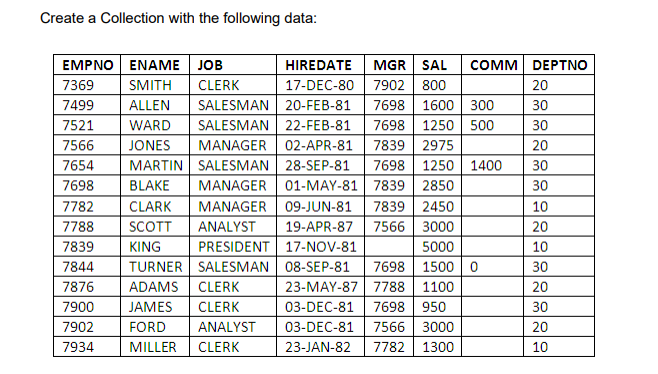 Create a Collection with the following data:
EMPNO ENAME JOB HIREDATE MGR SAL COMM DEPTNO
7369 SMITH CLERK 17-DEC-80 7902 800 20
7499 ALLEN SALESMAN 20-FEB-81 7698 1600 300 30
7521 WARD SALESMAN 22-FEB-81 7698 1250 500 30
7566 JONES MANAGER 02-APR-81 7839 2975 20
7654 MARTIN SALESMAN 28-SEP-81 7698 1250 1400 30
7698 BLAKE MANAGER 01-MAY-81 7839 2850 30
7782 CLARK MANAGER 09-JUN-81 7839 2450 10
7788 SCOTT ANALYST 19-APR-87 7566 3000 20
7839 KING PRESIDENT 17-NOV-81 5000 10
7844 TURNER SALESMAN 08-SEP-81 7698 1500 0 30
7876 ADAMS CLERK 23-MAY-87 7788 1100 20
7900 JAMES CLERK 03-DEC-81 7698 950 30
7902 FORD ANALYST 03-DEC-81 7566 3000 20
7934 MILLER CLERK 23-JAN-82 7782 1300 10